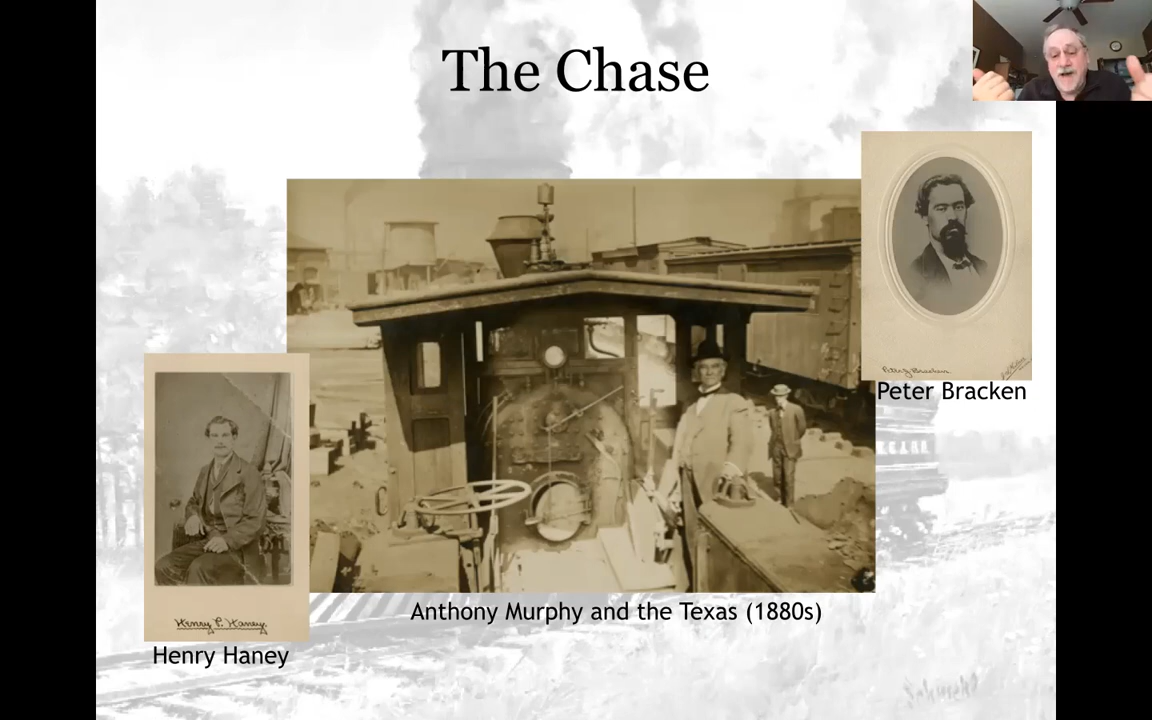 The Chase
Peter Bracken
Anthony Murphy and the Texas (1880s)
Henry P. Haney.
Henry Haney